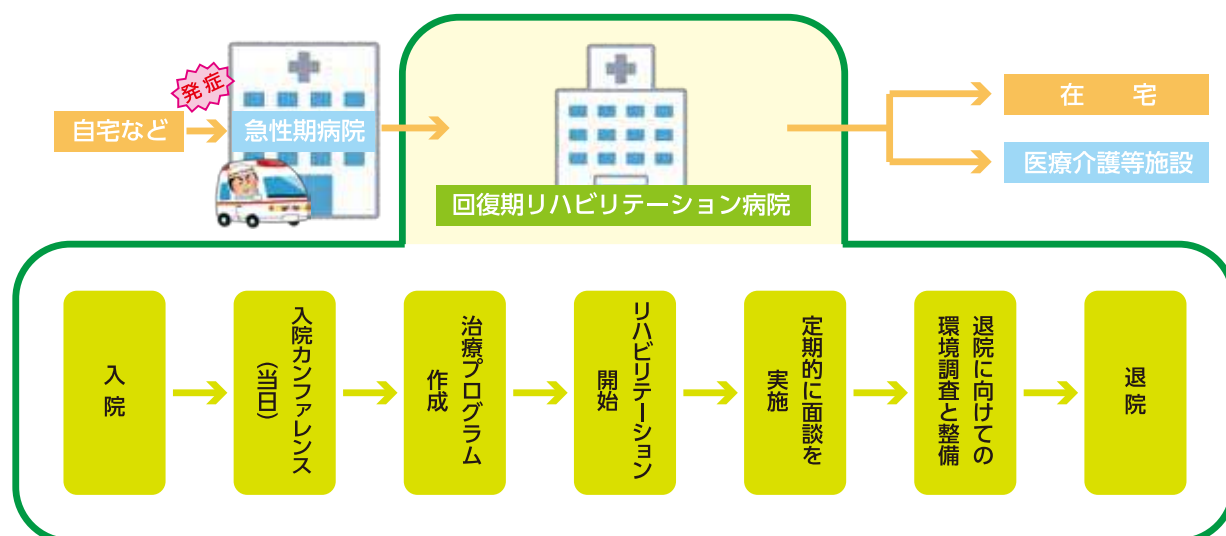 発症
自宅など
急性期病院
回復期リハビリテーション病院
在　宅
医療介護等施設
入院
入院カンファレンス
(当日)
治療プログラム
作成
リハビリテーション
開始
定期的に面談を
実施
退院に向けての
環境調査と整備
退院